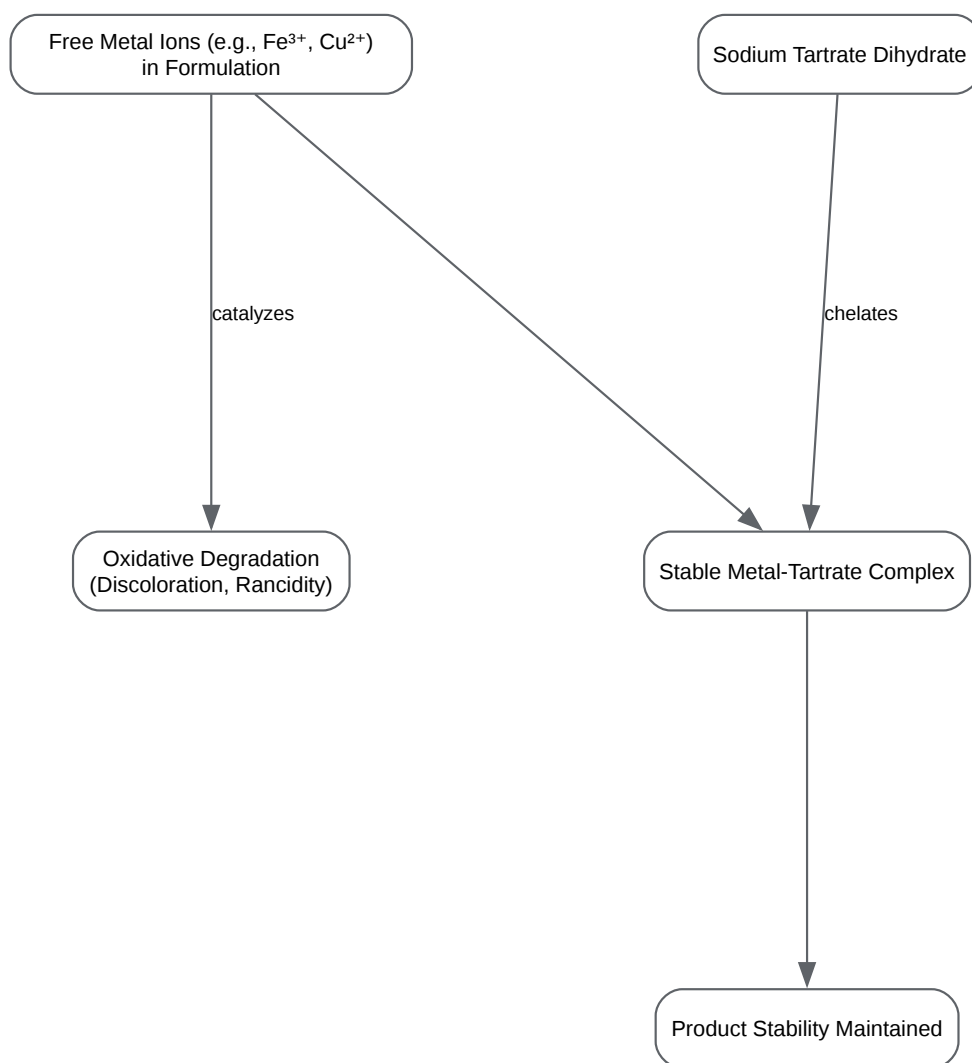 Free Metal Ions (e.g., Fe³⁺, Cu²⁺)
in Formulation
Sodium Tartrate Dihydrate
catalyzes
chelates
Oxidative Degradation
(Discoloration, Rancidity)
Stable Metal-Tartrate Complex
Product Stability Maintained